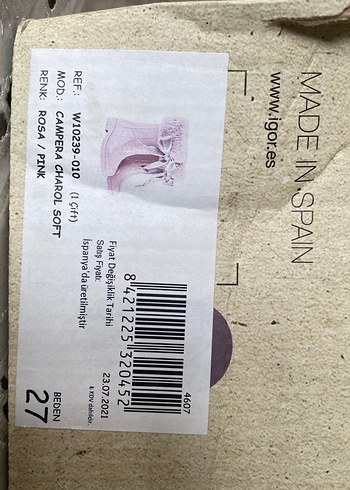 MADE IN SPAIN
www.igor.es
REF.: W10239-010 (1 Çift)
MOD.: CAMPERA CHAROL SOFT
RENK: ROSA / PINK
Fiyat Değişiklik Tarihi 23.07.2021
Satış Fiyatı: ₺ KDV dahildir.
İspanya'da üretilmiştir
4607
8 421225 320452
BEDEN
27